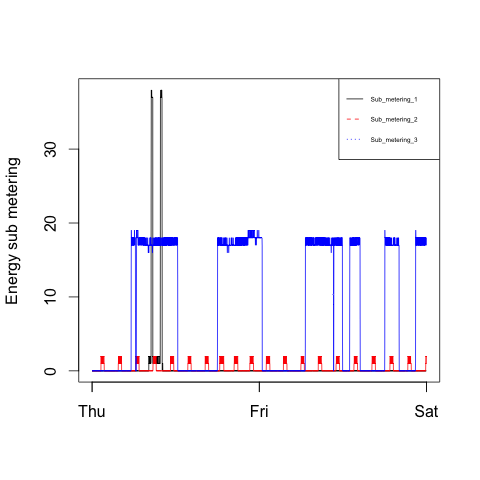 Sub_metering_1
Sub_metering_2
Sub_metering_3
Energy sub metering
30
20
10
0
Thu Fri Sat